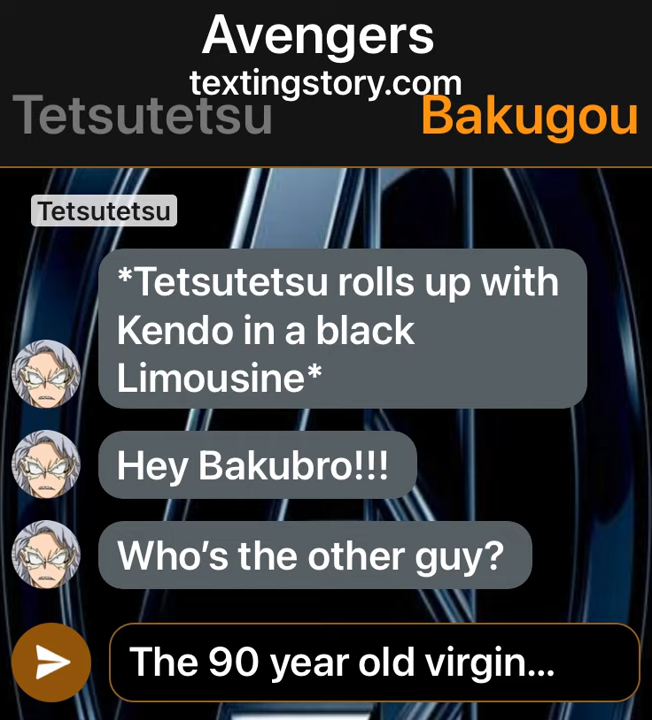 Avengers
textingstory.com
Tetsutetsu
Bakugou
Tetsutetsu
*Tetsutetsu rolls up with
Kendo in a black
Limousine*
Hey Bakubro!!!
Who’s the other guy?
The 90 year old virgin...